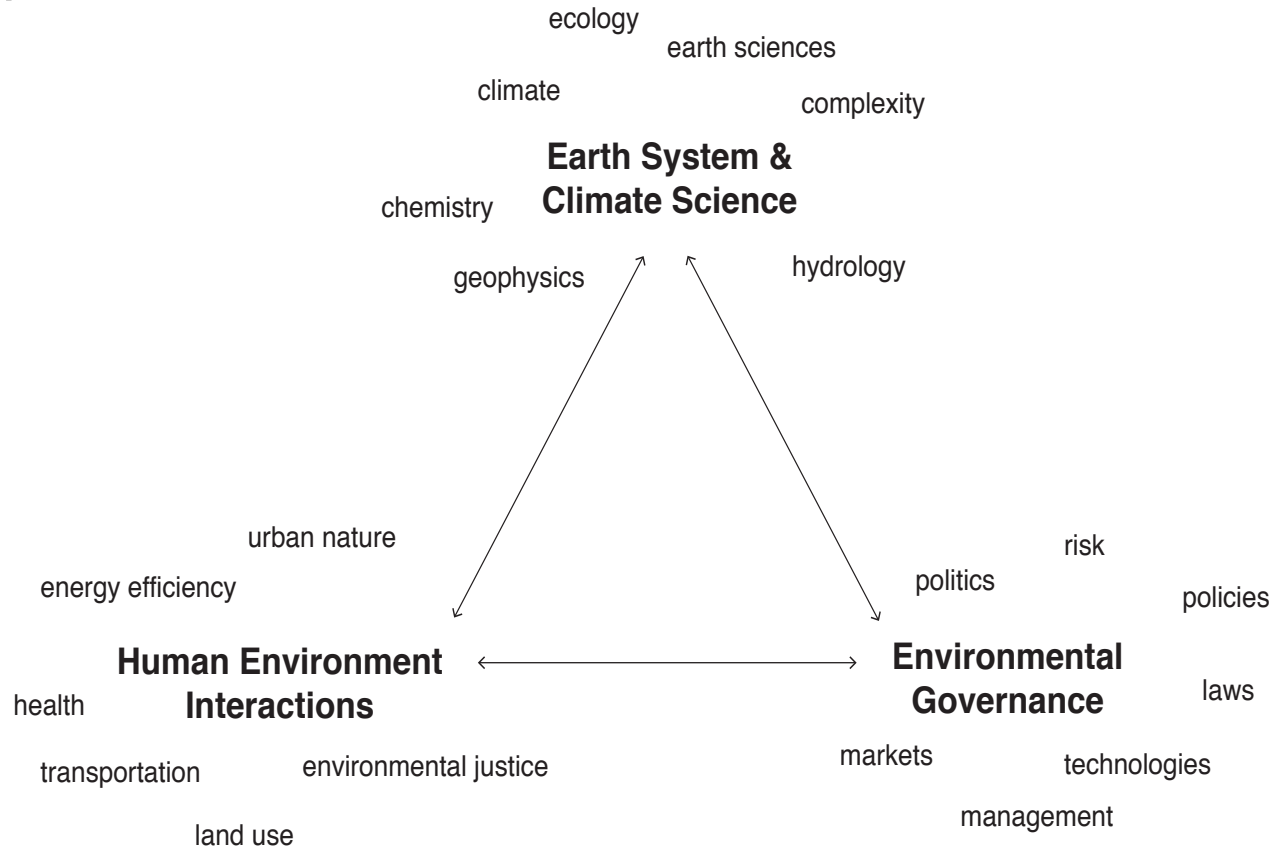 ecology
earth sciences
climate
complexity
Earth System &
Climate Science
chemistry
hydrology
geophysics
urban nature
energy efficiency
Human Environment
Interactions
health
transportation
environmental justice
land use
risk
politics
policies
Environmental
Governance
laws
markets
technologies
management